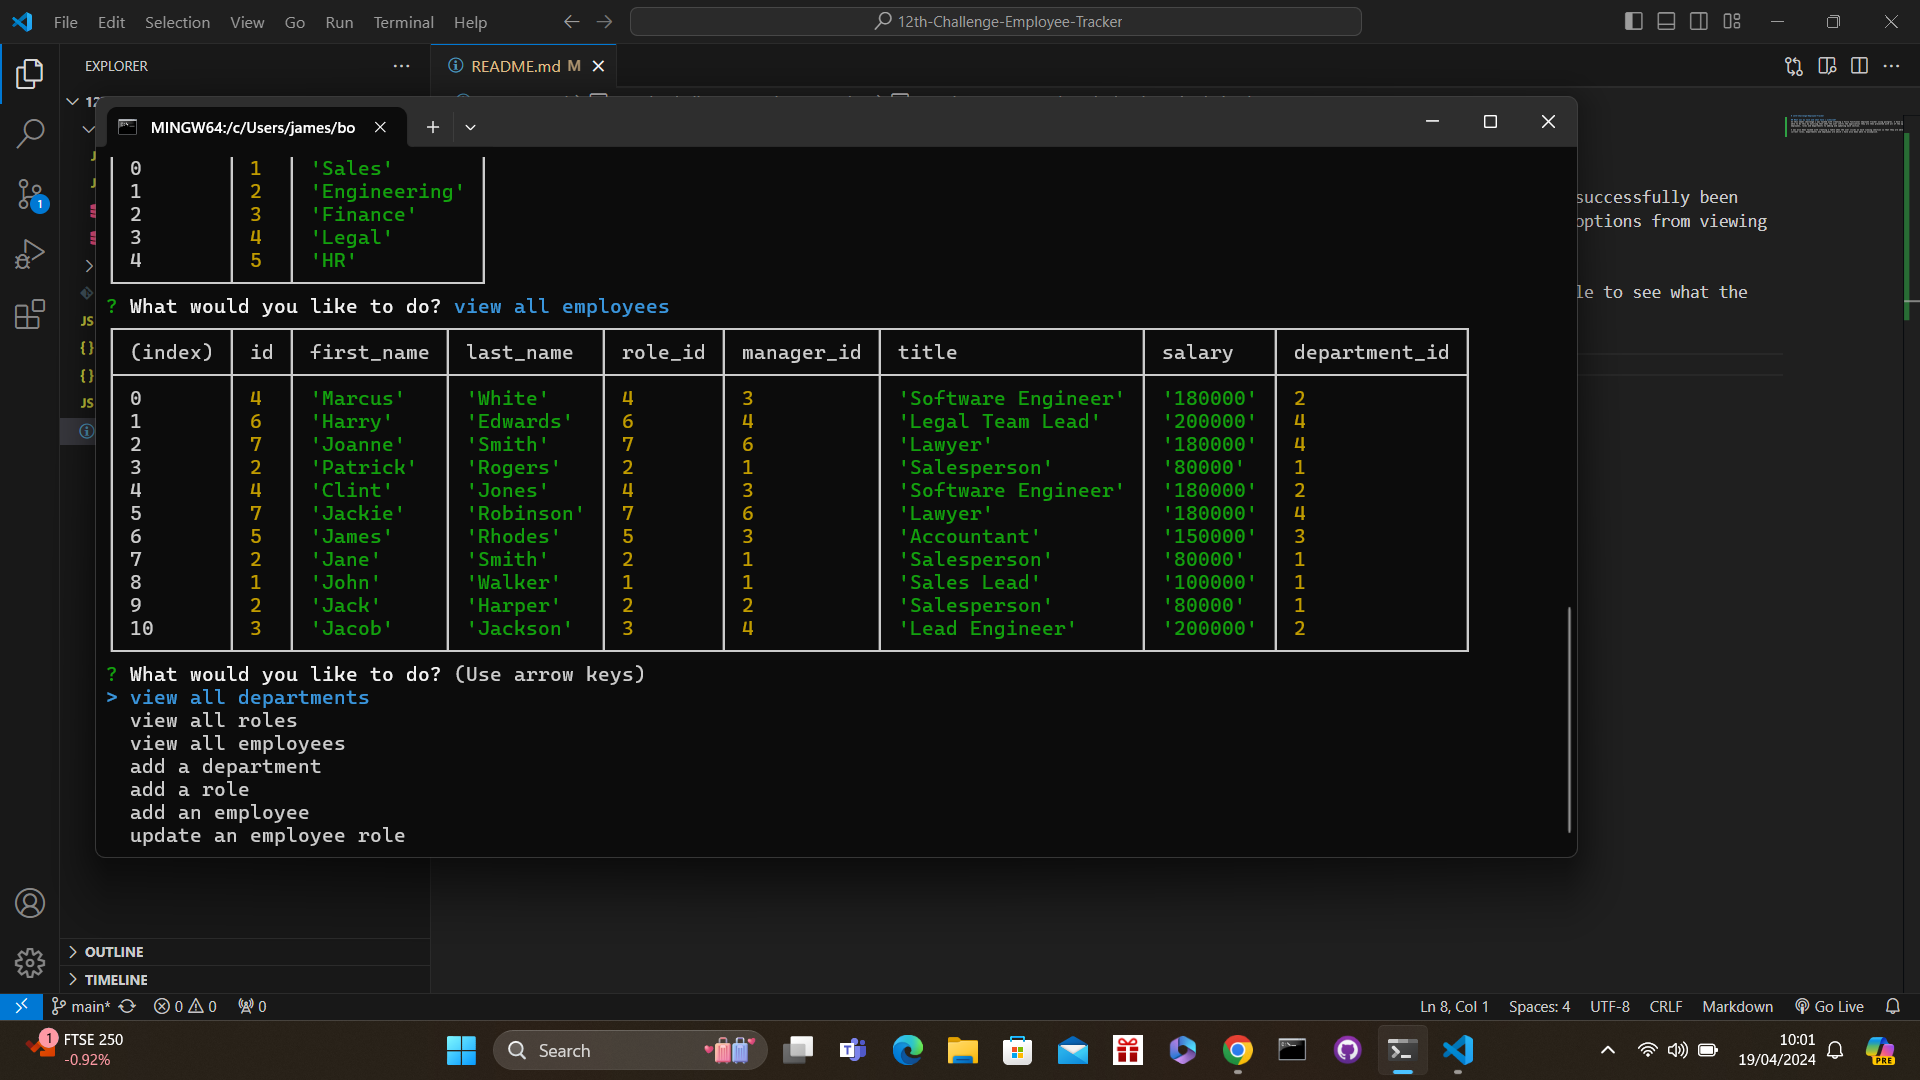 File Edit Selection View Go Run Terminal Help
12th-Challenge-Employee-Tracker
EXPLORER
README.md M
MINGW64:/c/Users/james/bo
0 1 'Sales'
1 2 'Engineering'
2 3 'Finance'
3 4 'Legal'
4 5 'HR'
successfully been
options from viewing
to see what the
? What would you like to do? view all employees
(index) id first_name last_name role_id manager_id title salary department_id
0 4 'Marcus' 'White' 4 3 'Software Engineer' '180000' 2
1 6 'Harry' 'Edwards' 6 4 'Legal Team Lead' '200000' 4
2 7 'Joanne' 'Smith' 7 6 'Lawyer' '180000' 4
3 2 'Patrick' 'Rogers' 2 1 'Salesperson' '80000' 1
4 4 'Clint' 'Jones' 4 3 'Software Engineer' '180000' 2
5 7 'Jackie' 'Robinson' 7 6 'Lawyer' '180000' 4
6 5 'James' 'Rhodes' 5 3 'Accountant' '150000' 3
7 2 'Jane' 'Smith' 2 1 'Salesperson' '80000' 1
8 1 'John' 'Walker' 1 1 'Sales Lead' '100000' 1
9 2 'Jack' 'Harper' 2 2 'Salesperson' '80000' 1
10 3 'Jacob' 'Jackson' 3 4 'Lead Engineer' '200000' 2
? What would you like to do? (Use arrow keys)
> view all departments
view all roles
view all employees
add a department
add a role
add an employee
update an employee role
OUTLINE
TIMELINE
main* 0 0 0 Ln 8, Col 1 Spaces: 4 UTF-8 CRLF Markdown Go Live
FTSE 250
-0.92%
Search
10:01
19/04/2024